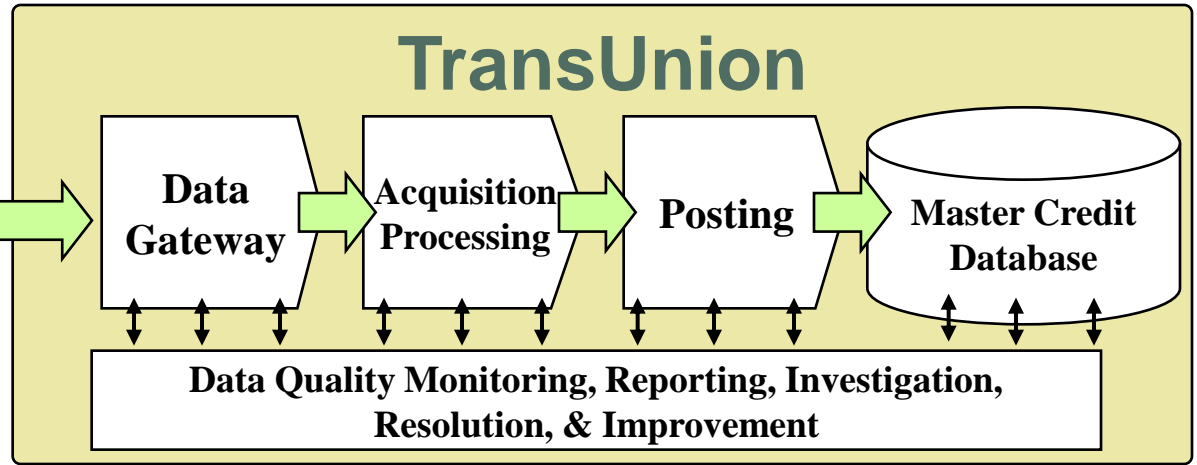 TransUnion
Data
Gateway
Acquisition
Processing
Posting
Master Credit
Database
Data Quality Monitoring, Reporting, Investigation,
Resolution, & Improvement